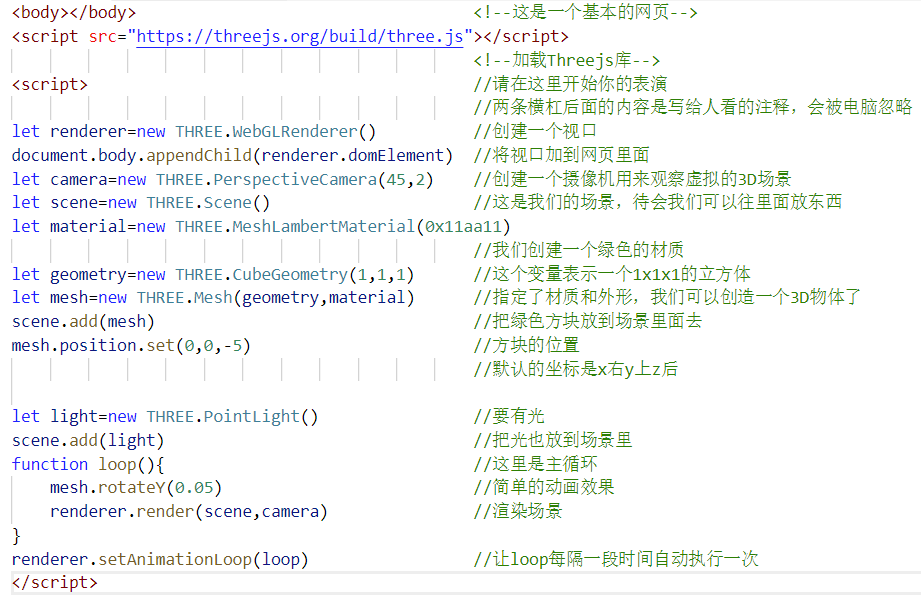 <body></body> <!--这是一个基本的网页-->
<script src="https://threejs.org/build/three.js"></script>
<!--加载Threejs库-->
<script> //请在这里开始你的表演
//两条横杠后面的内容是写给人看的注释，会被电脑忽略
let renderer=new THREE.WebGLRenderer() //创建一个视口
document.body.appendChild(renderer.domElement) //将视口加到网页里面
let camera=new THREE.PerspectiveCamera(45,2) //创建一个摄像机用来观察虚拟的3D场景
let scene=new THREE.Scene() //这是我们的场景，待会我们可以往里面放东西
let material=new THREE.MeshLambertMaterial(0x11aa11)
//我们创建一个绿色的材质
let geometry=new THREE.CubeGeometry(1,1,1) //这个变量表示一个1x1x1的立方体
let mesh=new THREE.Mesh(geometry,material) //指定了材质和外形，我们可以创造一个3D物体了
scene.add(mesh) //把绿色方块放到场景里面去
mesh.position.set(0,0,-5) //方块的位置
//默认的坐标是x右y上z后
let light=new THREE.PointLight() //要有光
scene.add(light) //把光也放到场景里
function loop(){ //这里是主循环
mesh.rotateY(0.05) //简单的动画效果
renderer.render(scene,camera) //渲染场景
}
renderer.setAnimationLoop(loop) //让loop每隔一段时间自动执行一次
</script>